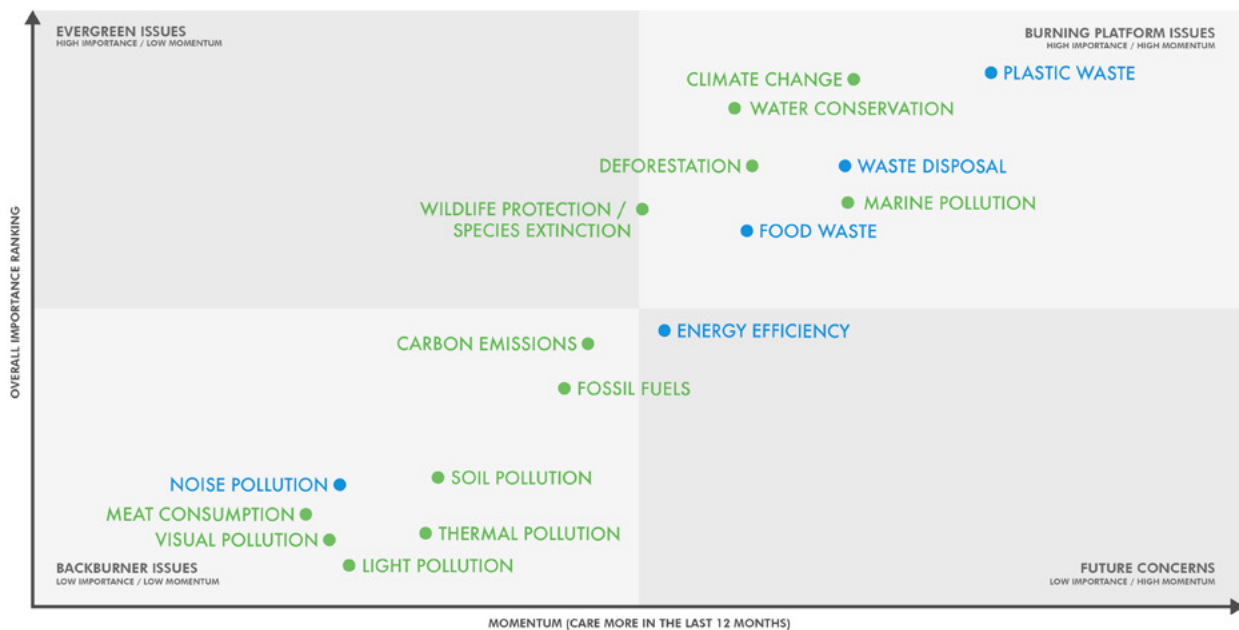 EVERGREEN ISSUES
HIGH IMPORTANCE / LOW MOMENTUM
BURNING PLATFORM ISSUES
HIGH IMPORTANCE / HIGH MOMENTUM
CLIMATE CHANGE
PLASTIC WASTE
WATER CONSERVATION
DEFORESTATION
WASTE DISPOSAL
WILDLIFE PROTECTION /
SPECIES EXTINCTION
MARINE POLLUTION
FOOD WASTE
OVERALL IMPORTANCE RANKING
CARBON EMISSIONS
ENERGY EFFICIENCY
FOSSIL FUELS
NOISE POLLUTION
SOIL POLLUTION
MEAT CONSUMPTION
VISUAL POLLUTION
THERMAL POLLUTION
LIGHT POLLUTION
BACKBURNER ISSUES
LOW IMPORTANCE / LOW MOMENTUM
FUTURE CONCERNS
LOW IMPORTANCE / HIGH MOMENTUM
MOMENTUM (CARE MORE IN THE LAST 12 MONTHS)